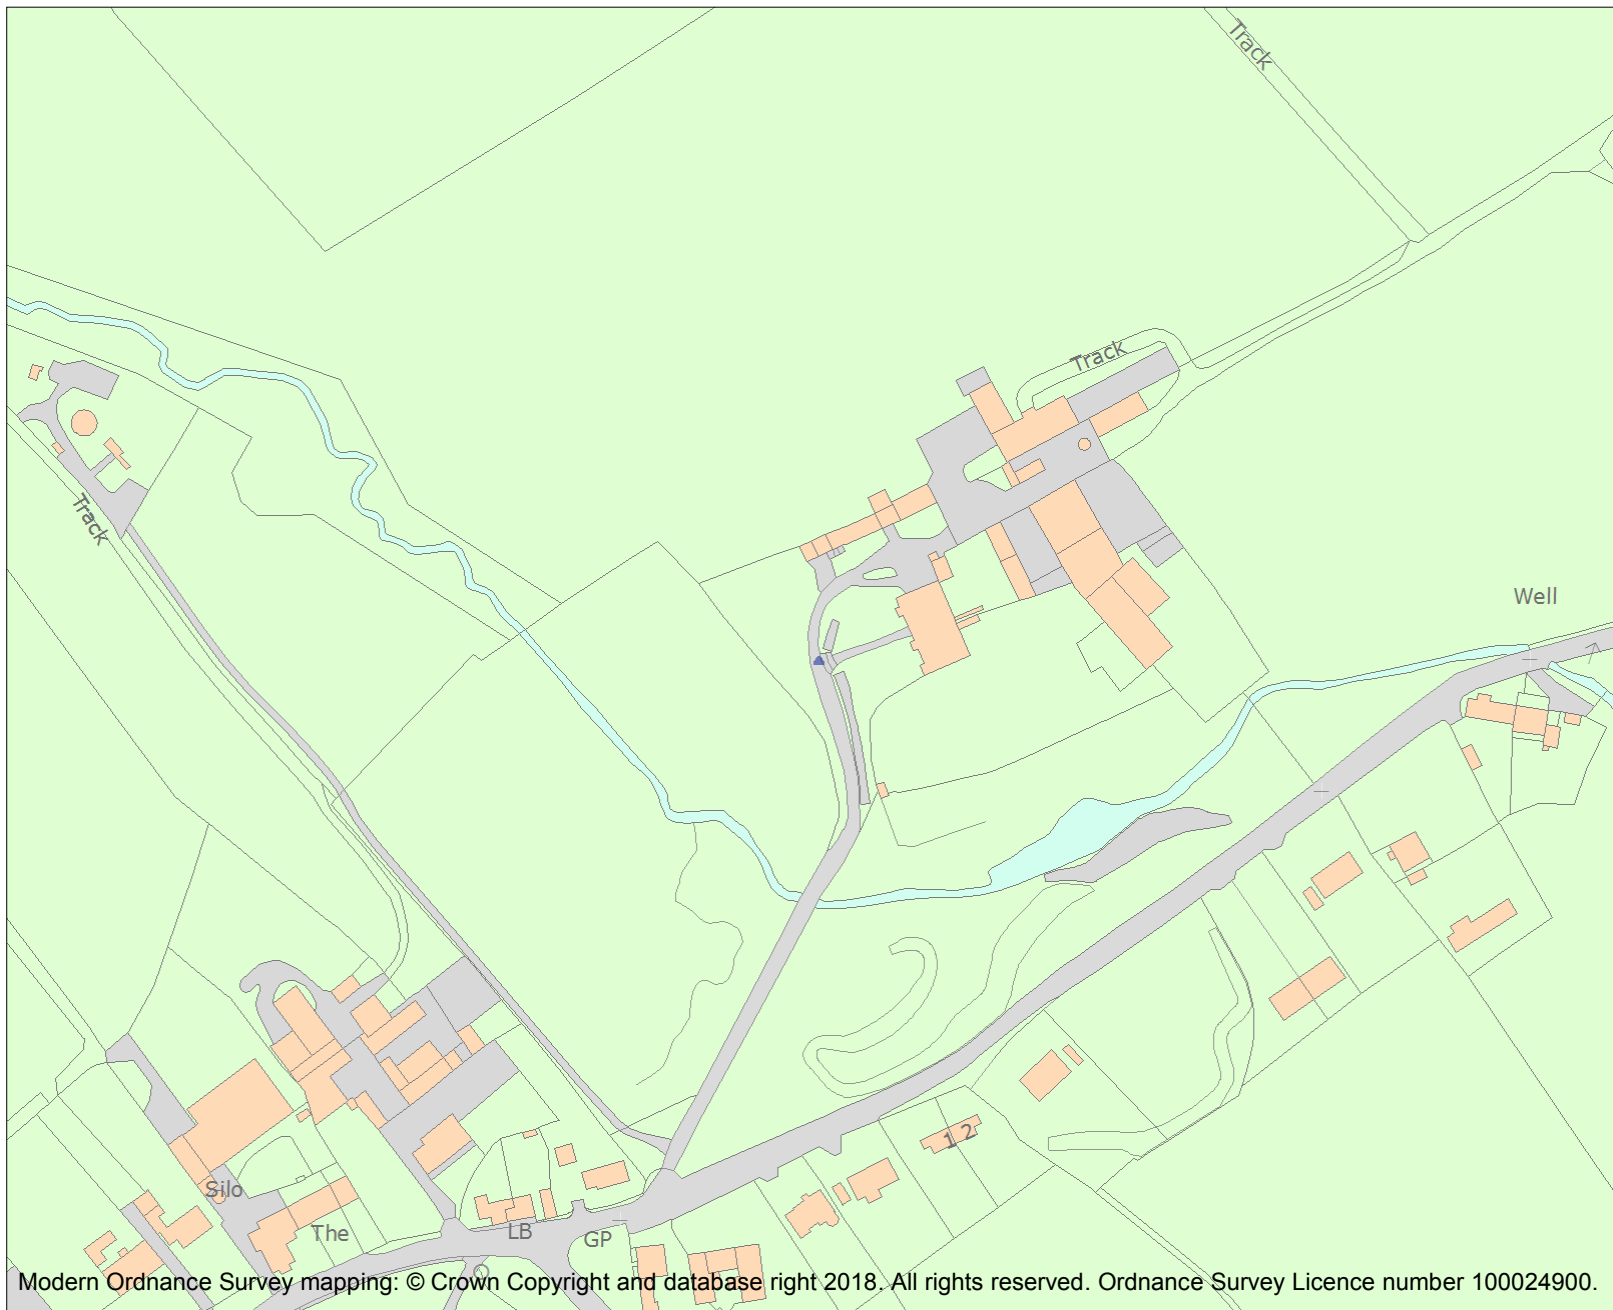 Track
Track
Track
Well
1 2
Silo
The
LB
GP
Modern Ordnance Survey mapping: © Crown Copyright and database right 2018. All rights reserved. Ordnance Survey Licence number 100024900.